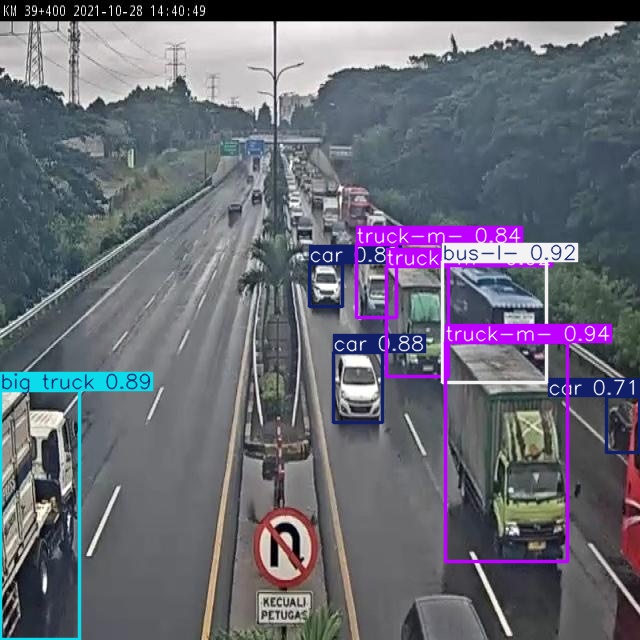 KM 39+400 2021-10-28 14:40:49
truck-m- 0.84
car 0.8
truck
bus-l- 0.92
truck-m- 0.94
car 0.88
big truck 0.89
car 0.71
KECUALI
PETUGAS